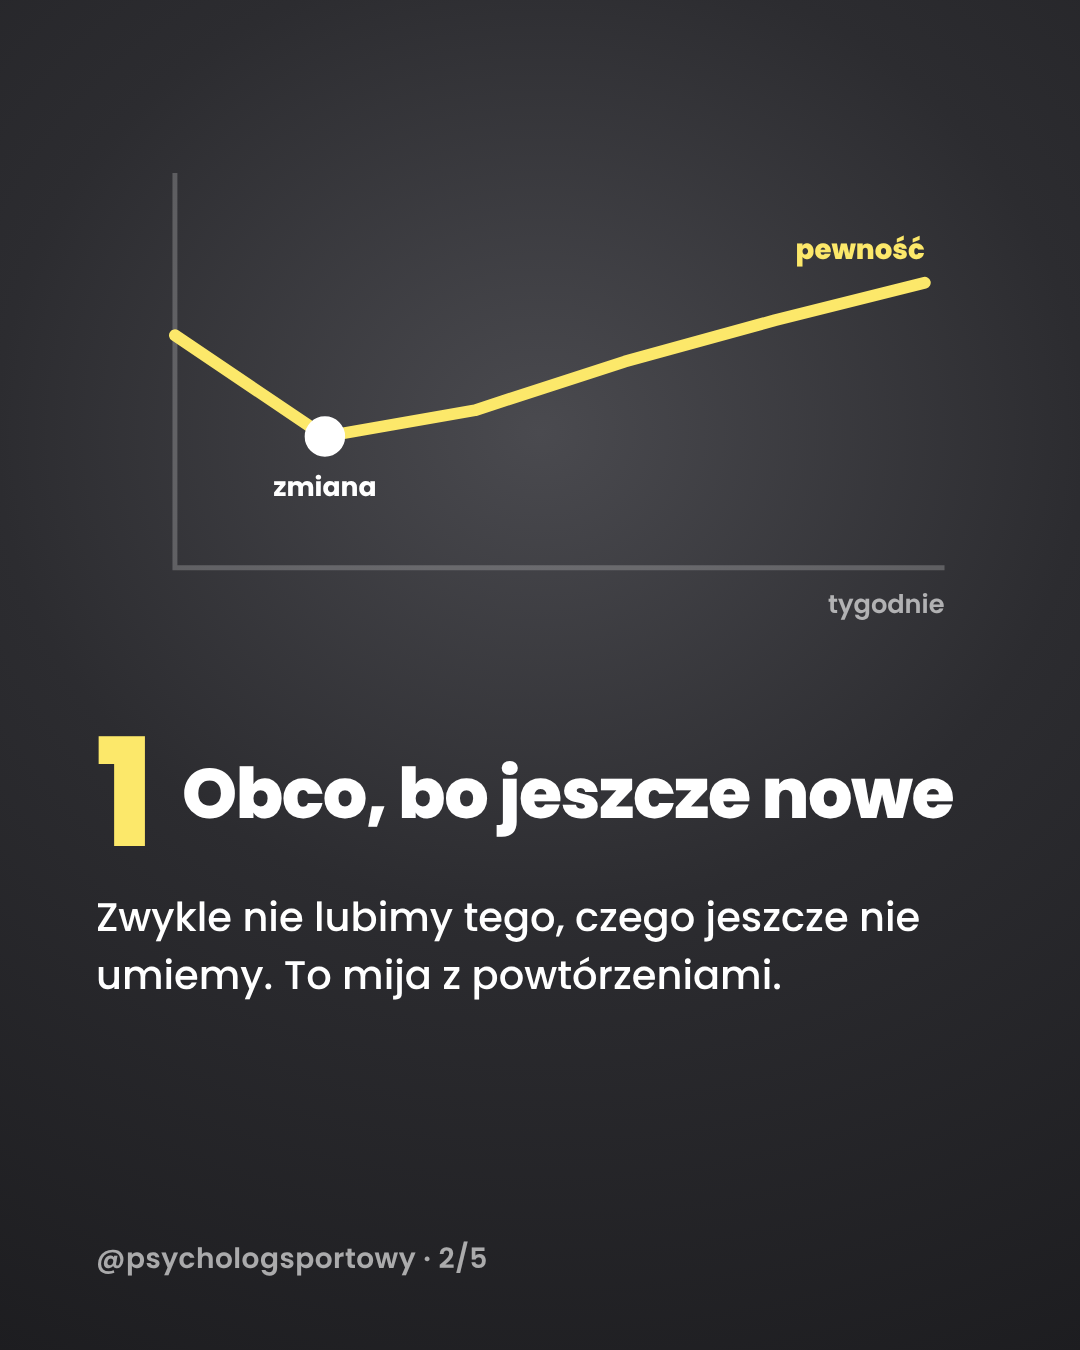 pewność
zmiana
tygodnie
1 Obco, bo jeszcze nowe
Zwykle nie lubimy tego, czego jeszcze nie
umiemy. To mija z powtórzeniami.
@psychologsportowy · 2/5